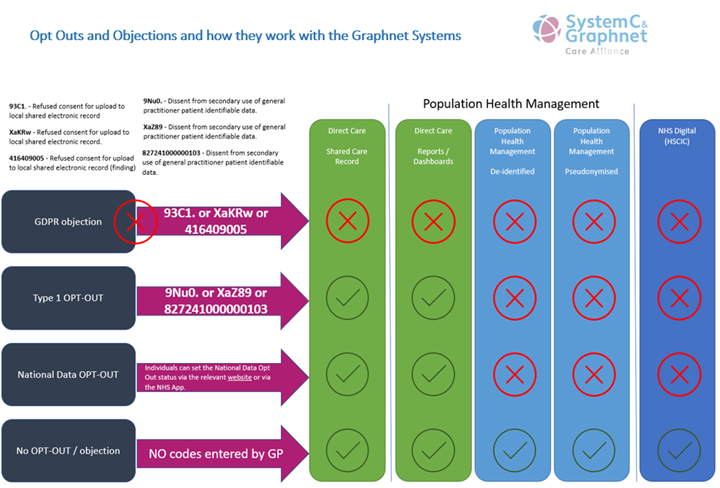 Opt Outs and Objections and how they work with the Graphnet Systems
System C &
Graphnet
Care Alliance
93C1. - Refused consent for upload to
local shared electronic record
XaKRw - Refused consent for upload to
local shared electronic record.
416409005 - Refused consent for upload
to local shared electronic record (finding)
9Nu0. - Dissent from secondary use of general
practitioner patient identifiable data.
XaZ89 - Dissent from secondary use of general
practitioner patient identifiable data.
827241000000103 - Dissent from secondary
use of general practitioner patient identifiable
data.
Population Health Management
Direct Care
Shared Care
Record
Direct Care
Reports /
Dashboards
Population
Health
Management
De-identified
Population
Health
Management
Pseudonymised
NHS Digital
(HSCIC)
GDPR objection
93C1. or XaKRw or
416409005
Type 1 OPT-OUT
9Nu0. or XaZ89 or
827241000000103
National Data OPT-OUT
Individuals can set the National Data Opt
Out status via the relevant website or via
the NHS App.
No OPT-OUT / objection
NO codes entered by GP